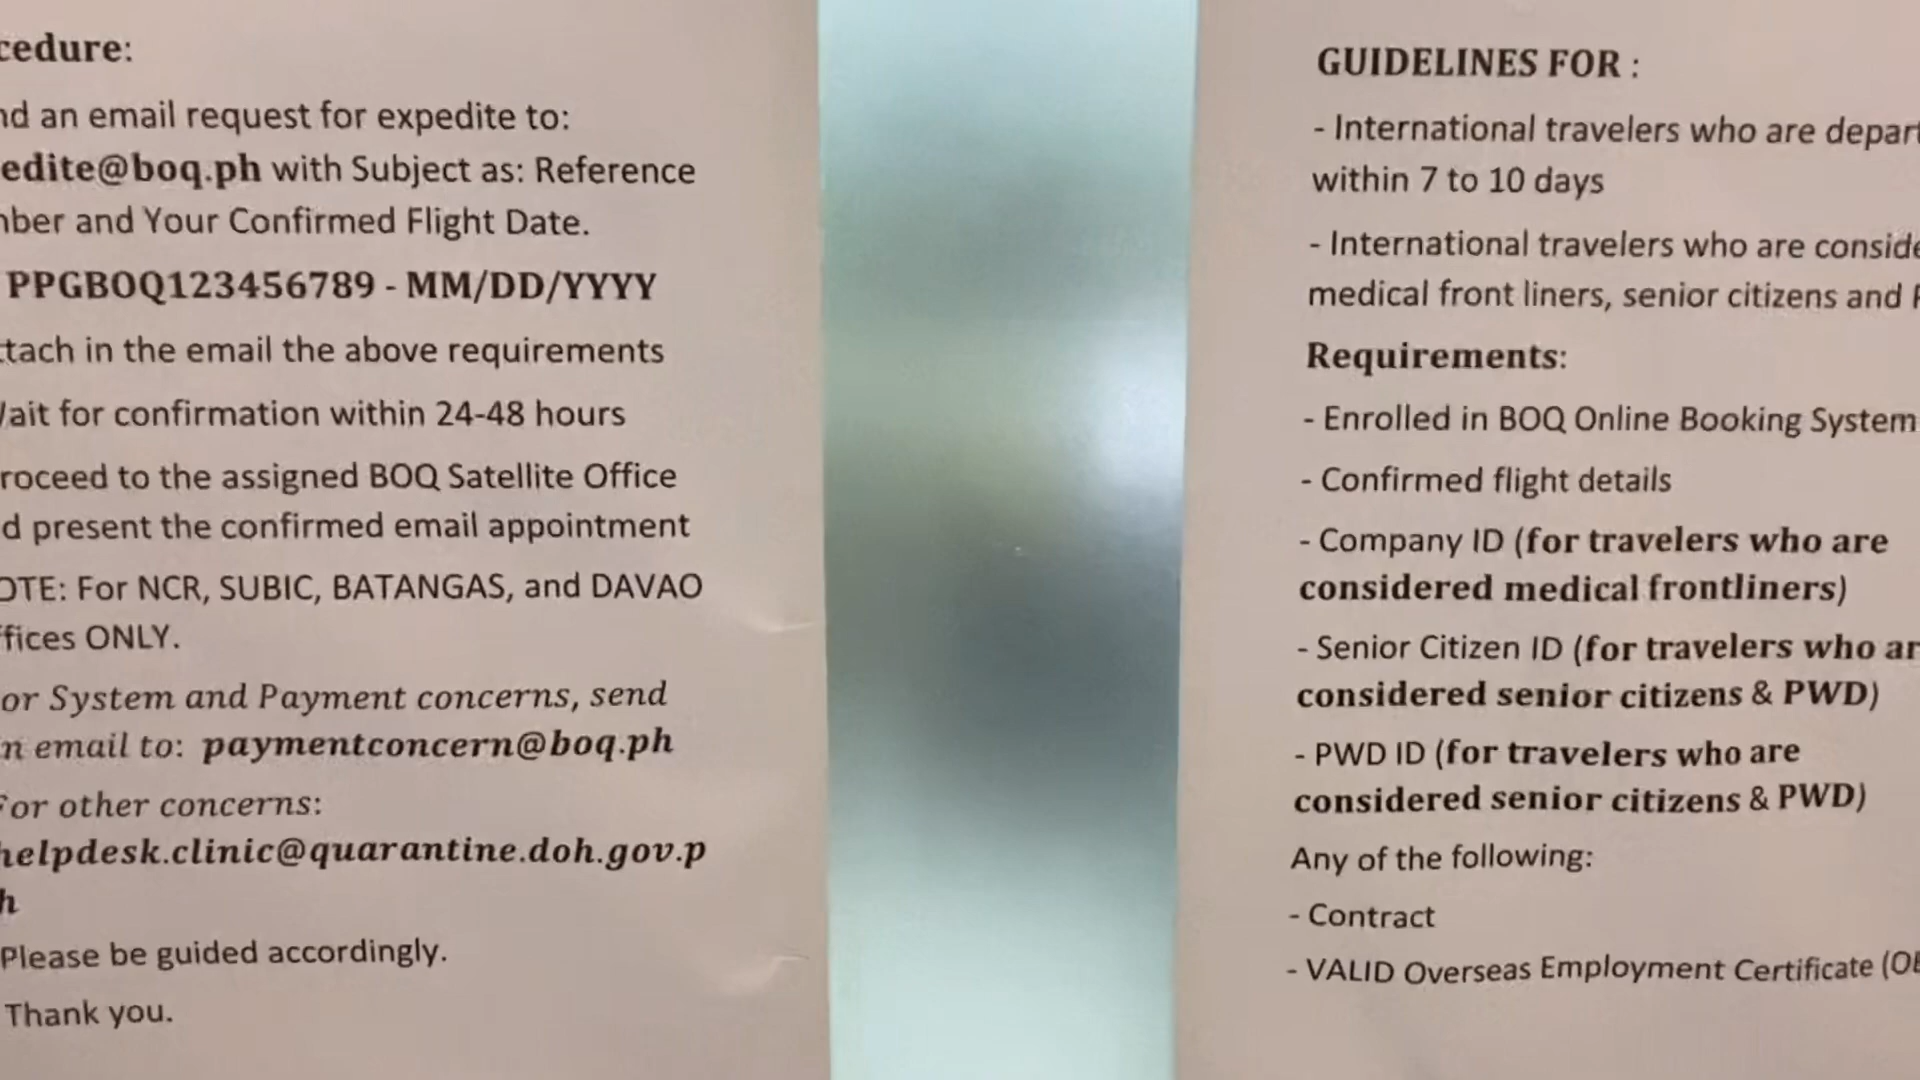 cedure:
nd an email request for expedite to:
edite@boq.ph with Subject as: Reference
nber and Your Confirmed Flight Date.
PPGBOQ123456789 - MM/DD/YYYY
ttach in the email the above requirements
Wait for confirmation within 24-48 hours
roceed to the assigned BOQ Satellite Office
d present the confirmed email appointment
OTE: For NCR, SUBIC, BATANGAS, and DAVAO
ffices ONLY.
or System and Payment concerns, send
n email to: paymentconcern@boq.ph
For other concerns:
helpdesk.clinic@quarantine.doh.gov.p
h
Please be guided accordingly.
Thank you.
GUIDELINES FOR :
- International travelers who are depart
within 7 to 10 days
- International travelers who are conside
medical front liners, senior citizens and P
Requirements:
- Enrolled in BOQ Online Booking System
- Confirmed flight details
- Company ID (for travelers who are
considered medical frontliners)
- Senior Citizen ID (for travelers who ar
considered senior citizens & PWD)
- PWD ID (for travelers who are
considered senior citizens & PWD)
Any of the following:
- Contract
- VALID Overseas Employment Certificate (OE